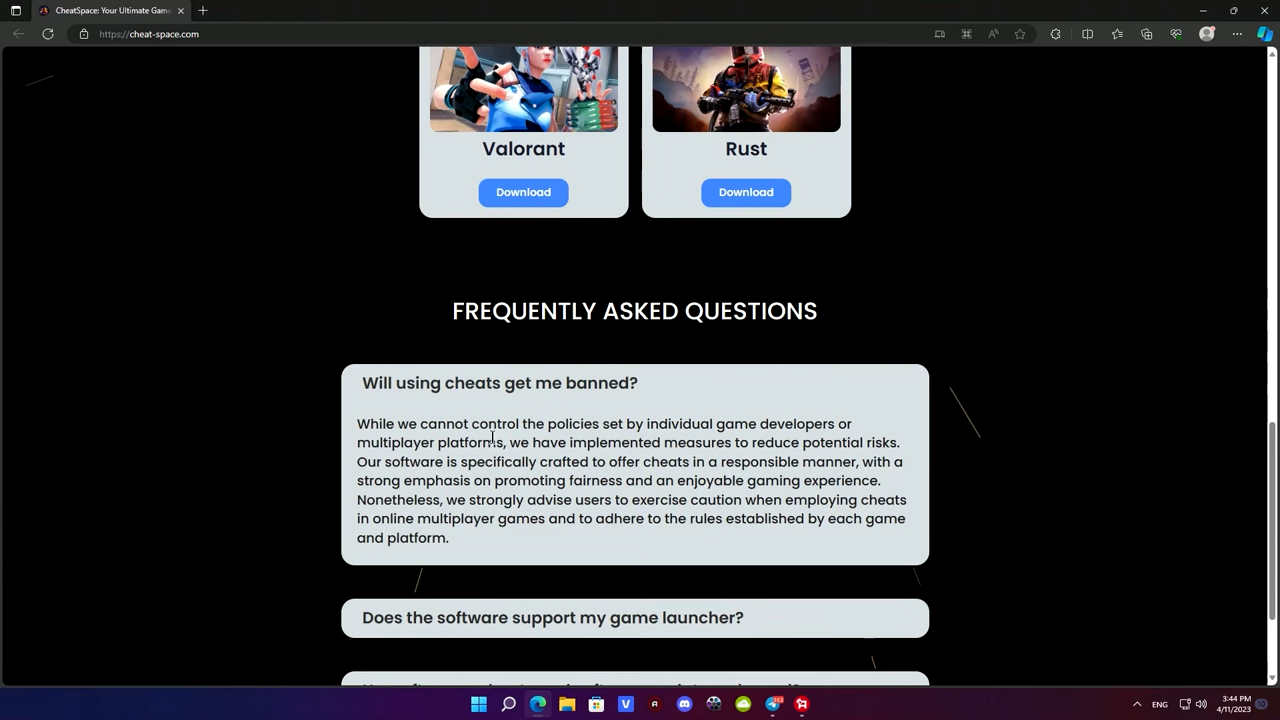 CheatSpace: Your Ultimate Gam
https://cheat-space.com
Valorant
Rust
Download
Download
FREQUENTLY ASKED QUESTIONS
Will using cheats get me banned?
While we cannot control the policies set by individual game developers or
multiplayer platforms, we have implemented measures to reduce potential risks.
Our software is specifically crafted to offer cheats in a responsible manner, with a
strong emphasis on promoting fairness and an enjoyable gaming experience.
Nonetheless, we strongly advise users to exercise caution when employing cheats
in online multiplayer games and to adhere to the rules established by each game
and platform.
Does the software support my game launcher?
ENG
3:44 PM
4/11/2023